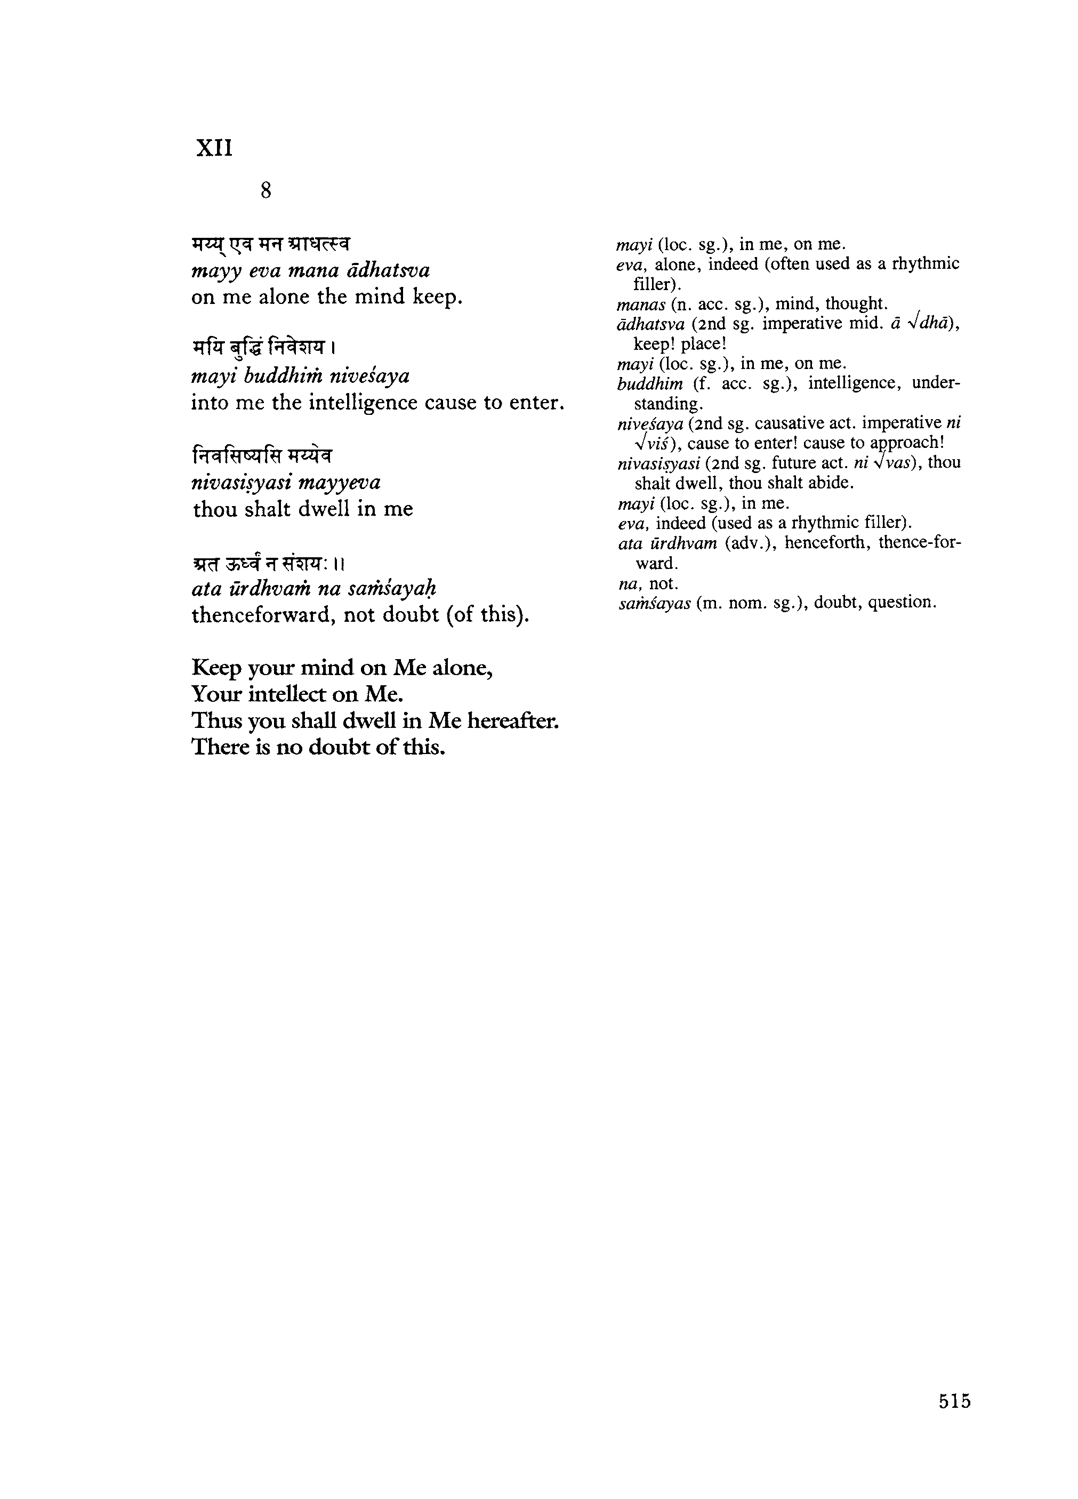 XII
8
मय्य् एव मन आधत्स्व
mayy eva mana ādhatsva
on me alone the mind keep.
मयि बुद्धिं निवेशय ।
mayi buddhiṁ niveśaya
into me the intelligence cause to enter.
निवसिष्यसि मय्येव
nivasiṣyasi mayyeva
thou shalt dwell in me
अत ऊर्ध्वं न संशयः ॥
ata ūrdhvaṁ na saṁśayaḥ
thenceforward, not doubt (of this).
Keep your mind on Me alone,
Your intellect on Me.
Thus you shall dwell in Me hereafter.
There is no doubt of this.
mayi (loc. sg.), in me, on me.
eva, alone, indeed (often used as a rhythmic
filler).
manas (n. acc. sg.), mind, thought.
ādhatsva (2nd sg. imperative mid. ā √dhā),
keep! place!
mayi (loc. sg.), in me, on me.
buddhim (f. acc. sg.), intelligence, under-
standing.
niveśaya (2nd sg. causative act. imperative ni
√viś), cause to enter! cause to approach!
nivasiṣyasi (2nd sg. future act. ni √vas), thou
shalt dwell, thou shalt abide.
mayi (loc. sg.), in me.
eva, indeed (used as a rhythmic filler).
ata ūrdhvam (adv.), henceforth, thence-for-
ward.
na, not.
saṁśayas (m. nom. sg.), doubt, question.
515